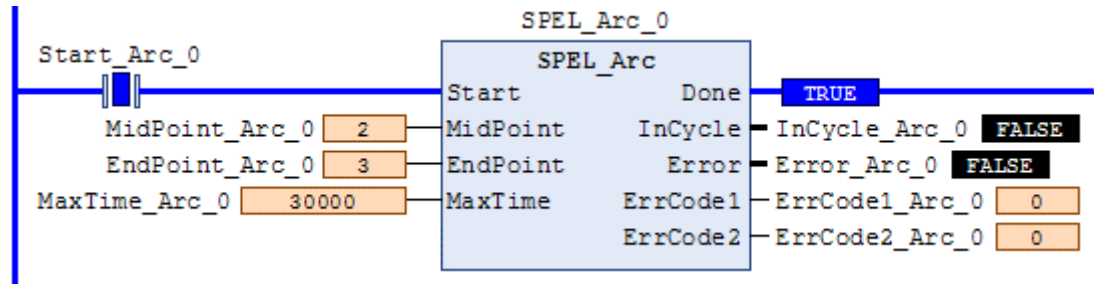 SPEL_Arc_0
Start_Arc_0
SPEL_Arc
Start Done TRUE
MidPoint_Arc_0 2 MidPoint InCycle InCycle_Arc_0 FALSE
EndPoint_Arc_0 3 EndPoint Error Error_Arc_0 FALSE
MaxTime_Arc_0 30000 MaxTime ErrCode1 ErrCode1_Arc_0 0
ErrCode2 ErrCode2_Arc_0 0